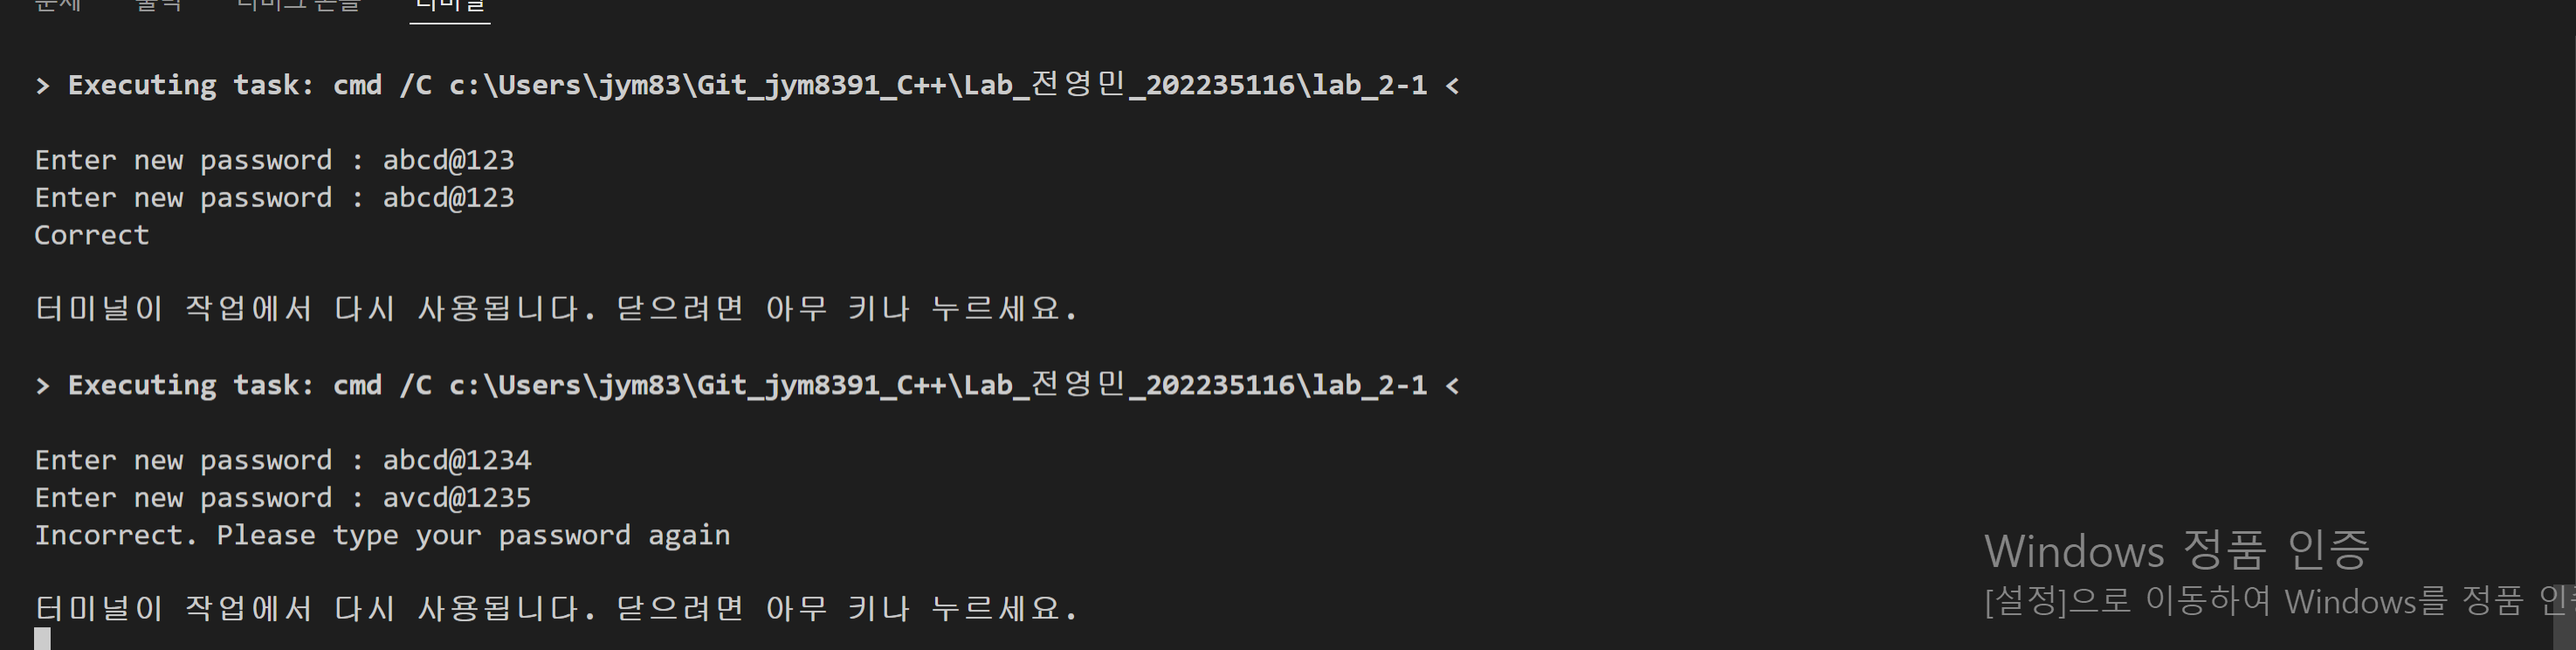 터미널
> Executing task: cmd /C c:\Users\jym83\Git_jym8391_C++\Lab_전영민_202235116\lab_2-1 <
Enter new password : abcd@123
Enter new password : abcd@123
Correct
터미널이 작업에서 다시 사용됩니다. 닫으려면 아무 키나 누르세요.
> Executing task: cmd /C c:\Users\jym83\Git_jym8391_C++\Lab_전영민_202235116\lab_2-1 <
Enter new password : abcd@1234
Enter new password : avcd@1235
Incorrect. Please type your password again
터미널이 작업에서 다시 사용됩니다. 닫으려면 아무 키나 누르세요.
Windows 정품 인증
[설정]으로 이동하여 Windows를 정품